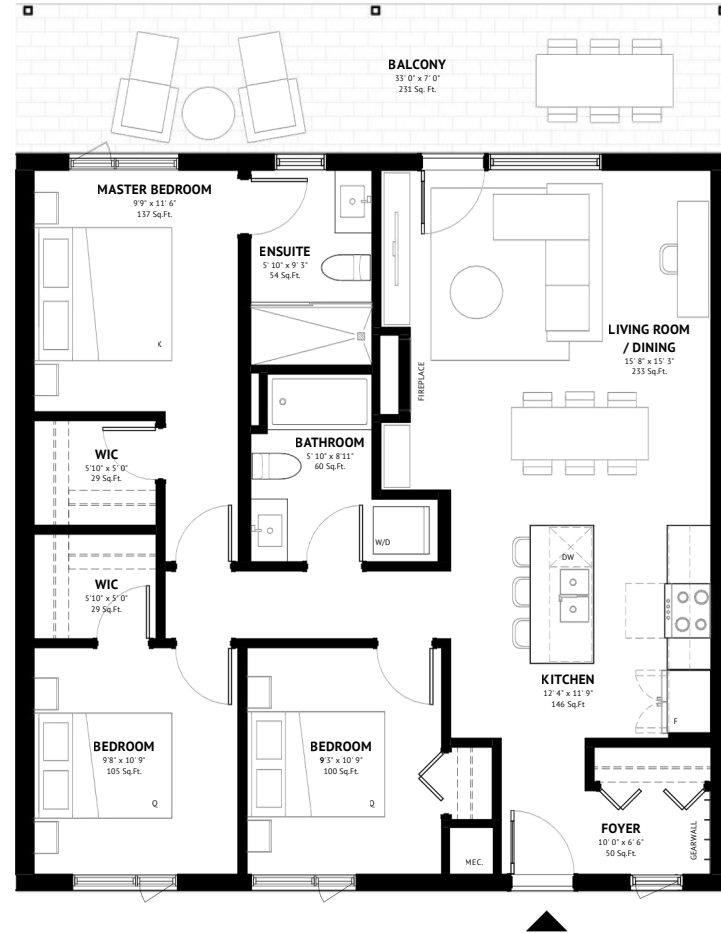 BALCONY
33' 0" x 7' 0"
231 Sq. Ft.
MASTER BEDROOM
9'9" x 11' 6"
137 Sq.Ft.
K
ENSUITE
5' 10" x 9' 3"
54 Sq.Ft.
LIVING ROOM
/ DINING
15' 8" x 15' 3"
233 Sq.Ft.
FIREPLACE
WIC
5'10" x 5' 0"
29 Sq.Ft.
BATHROOM
5' 10" x 8'11"
60 Sq.Ft.
W/D
DW
WIC
5'10" x 5' 0"
29 Sq.Ft.
KITCHEN
12' 4" x 11' 9"
146 Sq.Ft
F
BEDROOM
9'8" x 10' 9"
105 Sq.Ft.
Q
BEDROOM
9'3" x 10' 9"
100 Sq.Ft.
Q
MEC.
FOYER
10' 0" x 6' 6"
50 Sq.Ft.
GEARWALL